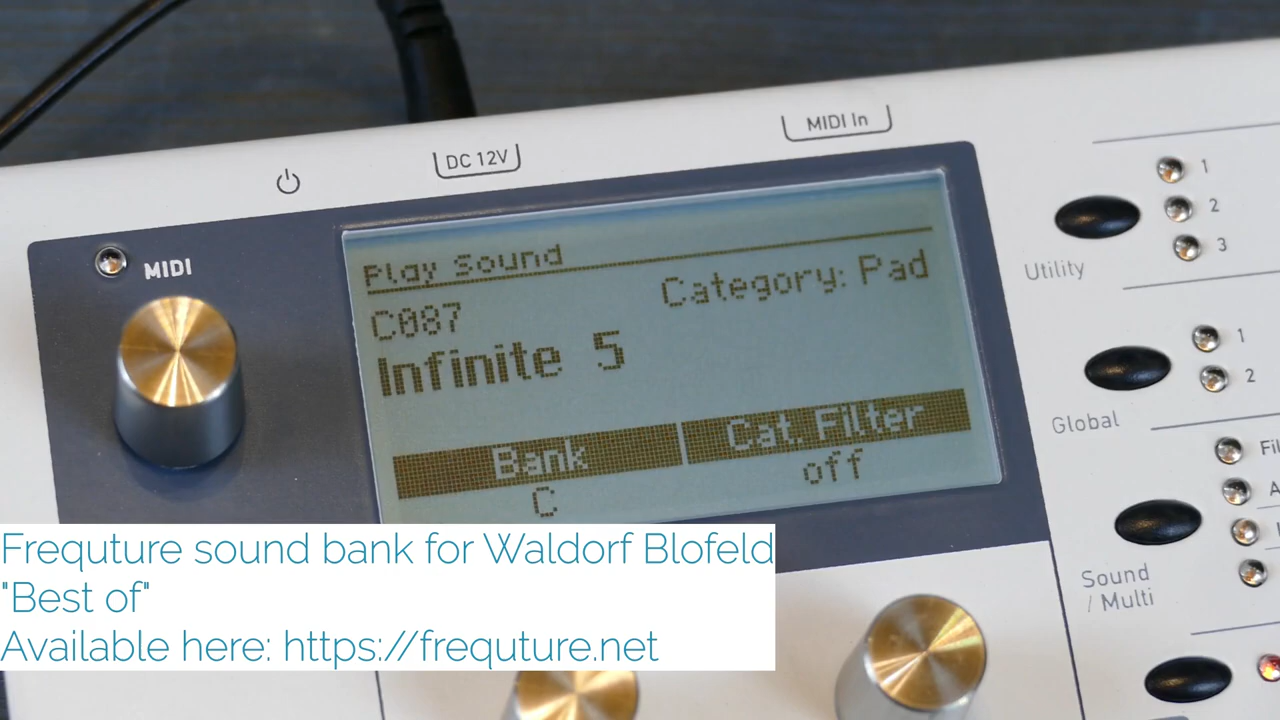 MIDI In
DC 12V
MIDI
Play Sound
C087
Category: Pad
Infinite 5
Bank
Cat. Filter
C
off
1
2
3
Utility
1
2
Global
Sound
/ Multi
Frequture sound bank for Waldorf Blofeld
"Best of"
Available here: https://frequture.net